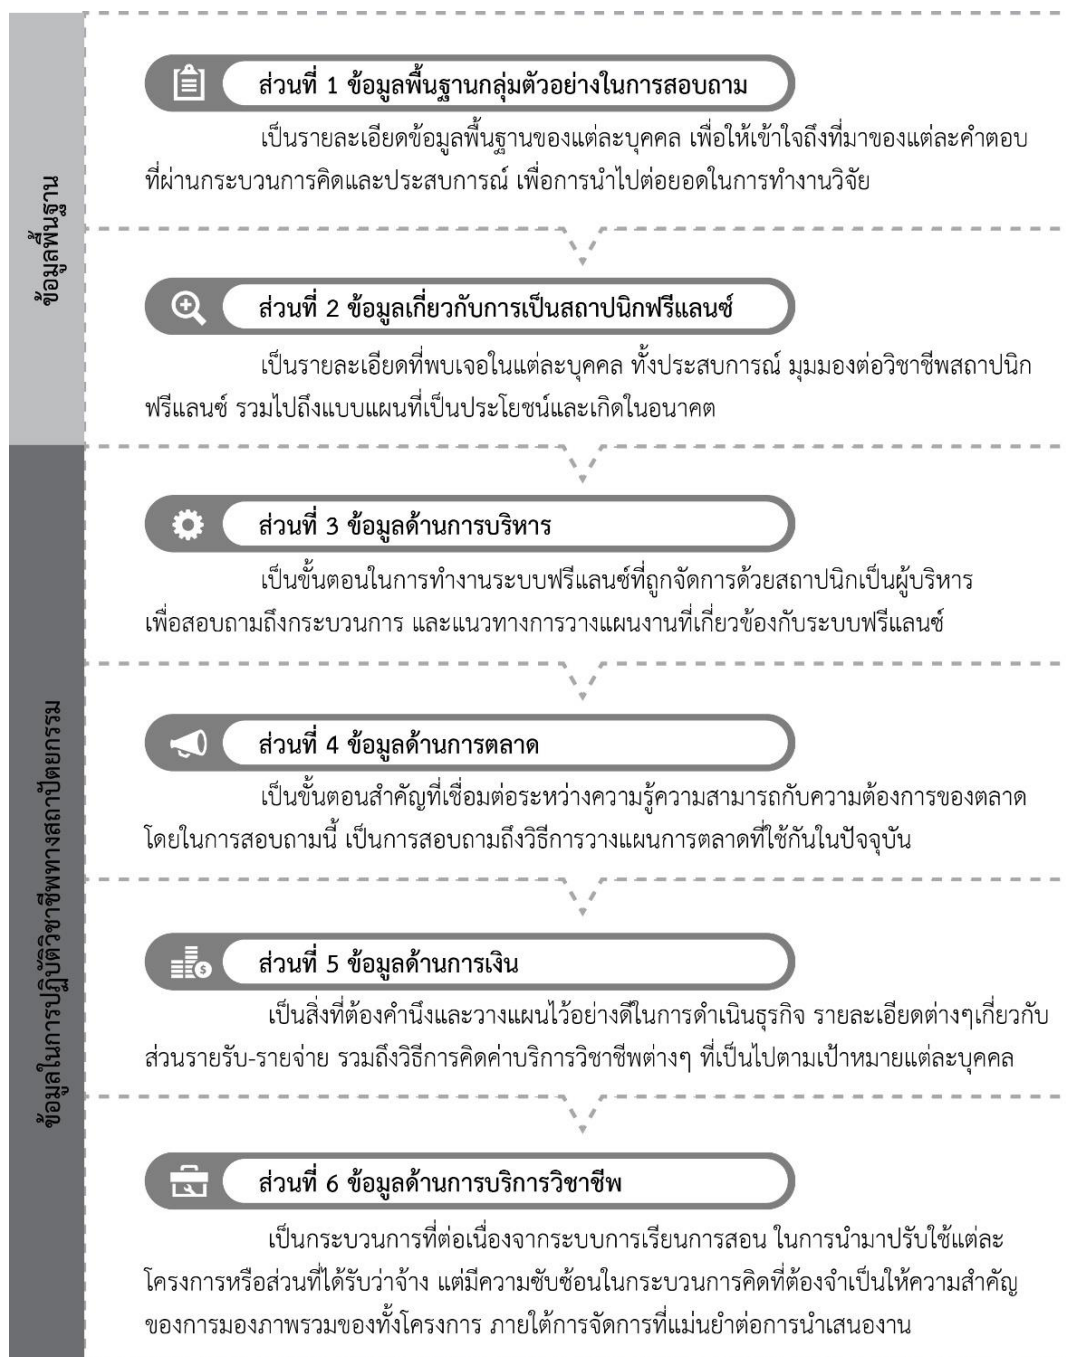 ข้อมูลพื้นฐาน
ส่วนที่ 1 ข้อมูลพื้นฐานกลุ่มตัวอย่างในการสอบถาม
เป็นรายละเอียดข้อมูลพื้นฐานของแต่ละบุคคล เพื่อให้เข้าใจถึงที่มาของแต่ละคำตอบ
ที่ผ่านกระบวนการคิดและประสบการณ์ เพื่อการนำไปต่อยอดในการทำงานวิจัย
ส่วนที่ 2 ข้อมูลเกี่ยวกับการเป็นสถาปนิกฟรีแลนซ์
เป็นรายละเอียดที่พบเจอในแต่ละบุคคล ทั้งประสบการณ์ มุมมองต่อวิชาชีพสถาปนิก
ฟรีแลนซ์ รวมไปถึงแบบแผนที่เป็นประโยชน์และเกิดในอนาคต
ข้อมูลในการปฏิบัติวิชาชีพทางสถาปัตยกรรม
ส่วนที่ 3 ข้อมูลด้านการบริหาร
เป็นขั้นตอนในการทำงานระบบฟรีแลนซ์ที่ถูกจัดการด้วยสถาปนิกเป็นผู้บริหาร
เพื่อสอบถามถึงกระบวนการ และแนวทางการวางแผนงานที่เกี่ยวข้องกับระบบฟรีแลนซ์
ส่วนที่ 4 ข้อมูลด้านการตลาด
เป็นขั้นตอนสำคัญที่เชื่อมต่อระหว่างความรู้ความสามารถกับความต้องการของตลาด
โดยในการสอบถามนี้ เป็นการสอบถามถึงวิธีการวางแผนการตลาดที่ใช้กันในปัจจุบัน
ส่วนที่ 5 ข้อมูลด้านการเงิน
เป็นสิ่งที่ต้องคำนึงและวางแผนไว้อย่างดีในการดำเนินธุรกิจ รายละเอียดต่างๆเกี่ยวกับ
ส่วนรายรับ-รายจ่าย รวมถึงวิธีการคิดค่าบริการวิชาชีพต่างๆ ที่เป็นไปตามเป้าหมายแต่ละบุคคล
ส่วนที่ 6 ข้อมูลด้านการบริการวิชาชีพ
เป็นกระบวนการที่ต่อเนื่องจากระบบการเรียนการสอน ในการนำมาปรับใช้แต่ละ
โครงการหรือส่วนที่ได้รับว่าจ้าง แต่มีความซับซ้อนในกระบวนการคิดที่ต้องจำเป็นให้ความสำคัญ
ของการมองภาพรวมของทั้งโครงการ ภายใต้การจัดการที่แม่นยำต่อการนำเสนองาน